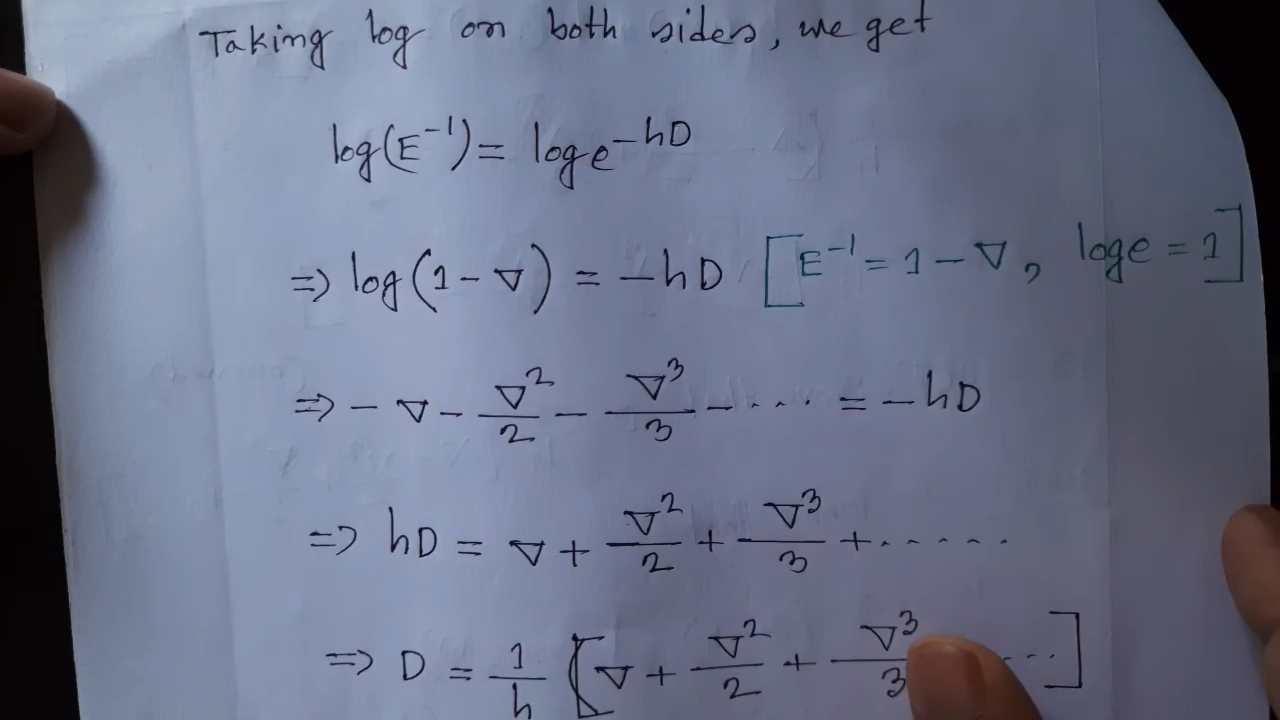 Taking log on both sides, we get
log(E⁻¹) = loge⁻ʰᴰ
⇒ log(1 - ∇) = -hD [E⁻¹ = 1 - ∇, loge = 1]
⇒ - ∇ - ∇²/2 - ∇³/3 - .... = -hD
⇒ hD = ∇ + ∇²/2 + ∇³/3 + .....
⇒ D = 1/h [∇ + ∇²/2 + ∇³/3 ...]